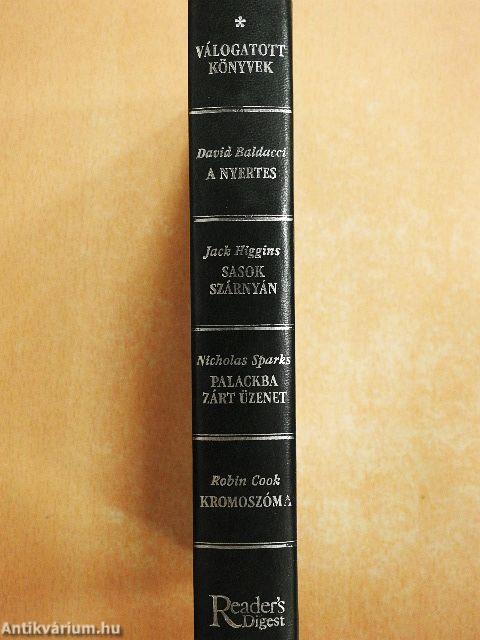 *
VÁLOGATOTT
KÖNYVEK
David Baldacci
A NYERTES
Jack Higgins
SASOK
SZÁRNYÁN
Nicholas Sparks
PALACKBA
ZÁRT ÜZENET
Robin Cook
KROMOSZÓMA
Reader's
Digest
Antikvárium.hu